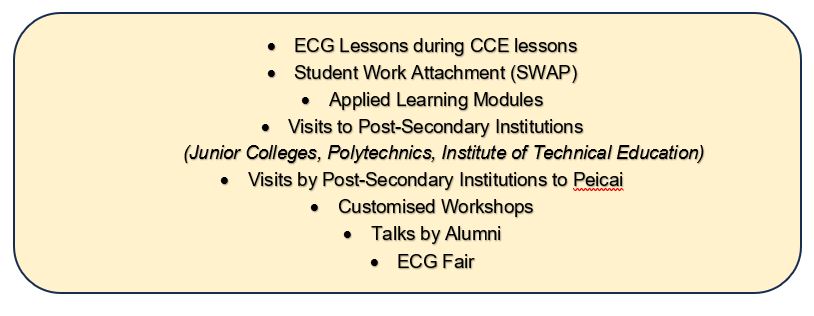 • ECG Lessons during CCE lessons
• Student Work Attachment (SWAP)
• Applied Learning Modules
• Visits to Post-Secondary Institutions
(Junior Colleges, Polytechnics, Institute of Technical Education)
• Visits by Post-Secondary Institutions to Peicai
• Customised Workshops
• Talks by Alumni
• ECG Fair